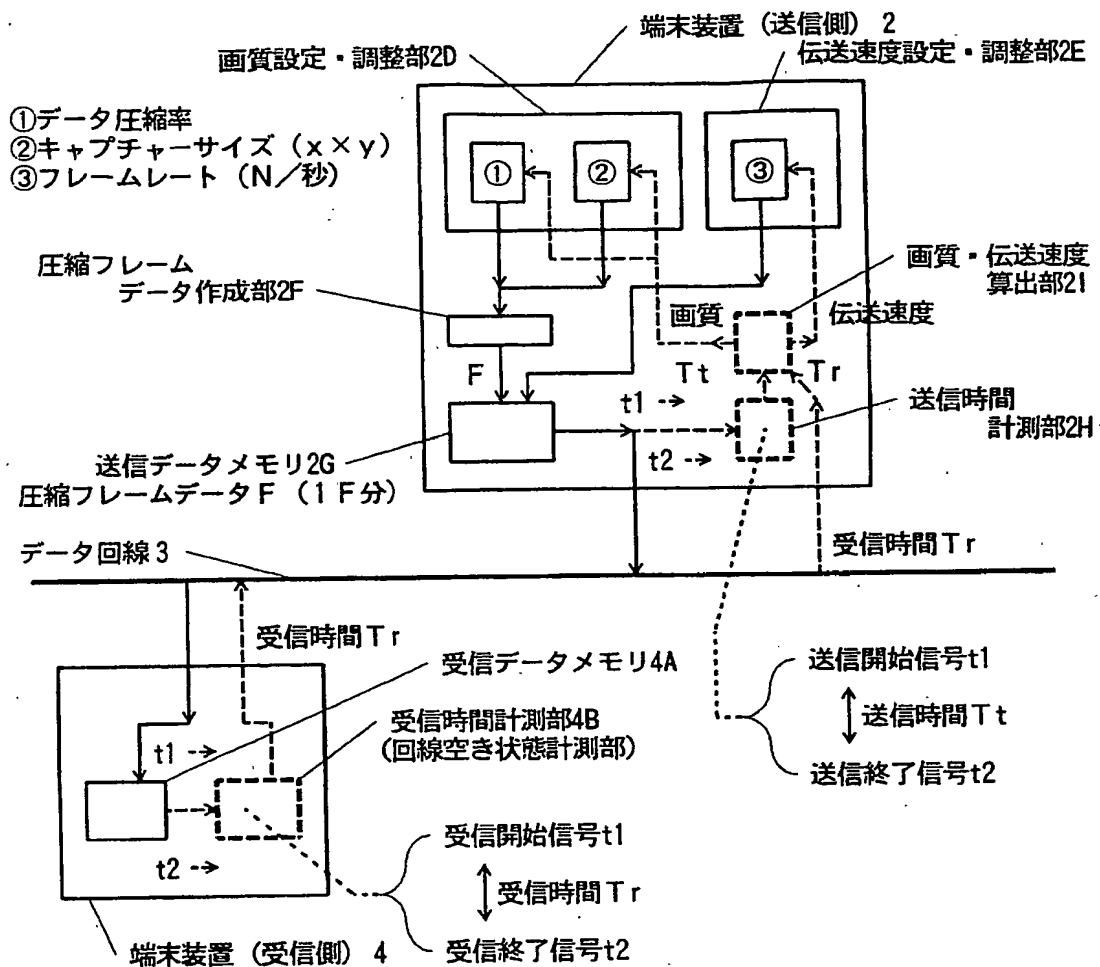 端末装置（送信側）2
画質設定・調整部2D
伝送速度設定・調整部2E
①データ圧縮率
②キャプチャーサイズ（x×y）
③フレームレート（N／秒）
①
②
③
圧縮フレーム
データ作成部2F
画質・伝送速度
算出部2I
画質
伝送速度
F
Tt
Tr
t1
t2
送信時間
計測部2H
送信データメモリ2G
圧縮フレームデータF（1F分）
データ回線3
受信時間Tr
受信時間Tr
受信データメモリ4A
受信時間計測部4B
（回線空き状態計測部）
t1
t2
送信開始信号t1
送信時間Tt
送信終了信号t2
受信開始信号t1
受信時間Tr
受信終了信号t2
端末装置（受信側）4